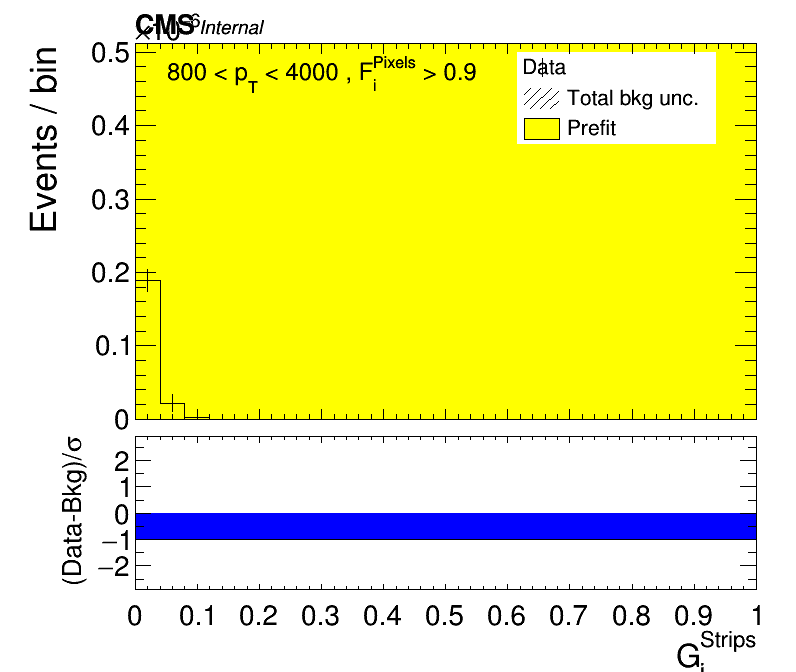 CMS Internal
×10⁻⁶
800 < p_T < 4000 , F_i^Pixels > 0.9
Data
Total bkg unc.
Prefit
Events / bin
0.5
0.4
0.3
0.2
0.1
0
(Data-Bkg)/σ
2
1
0
−1
−2
0 0.1 0.2 0.3 0.4 0.5 0.6 0.7 0.8 0.9 1
G_i^Strips